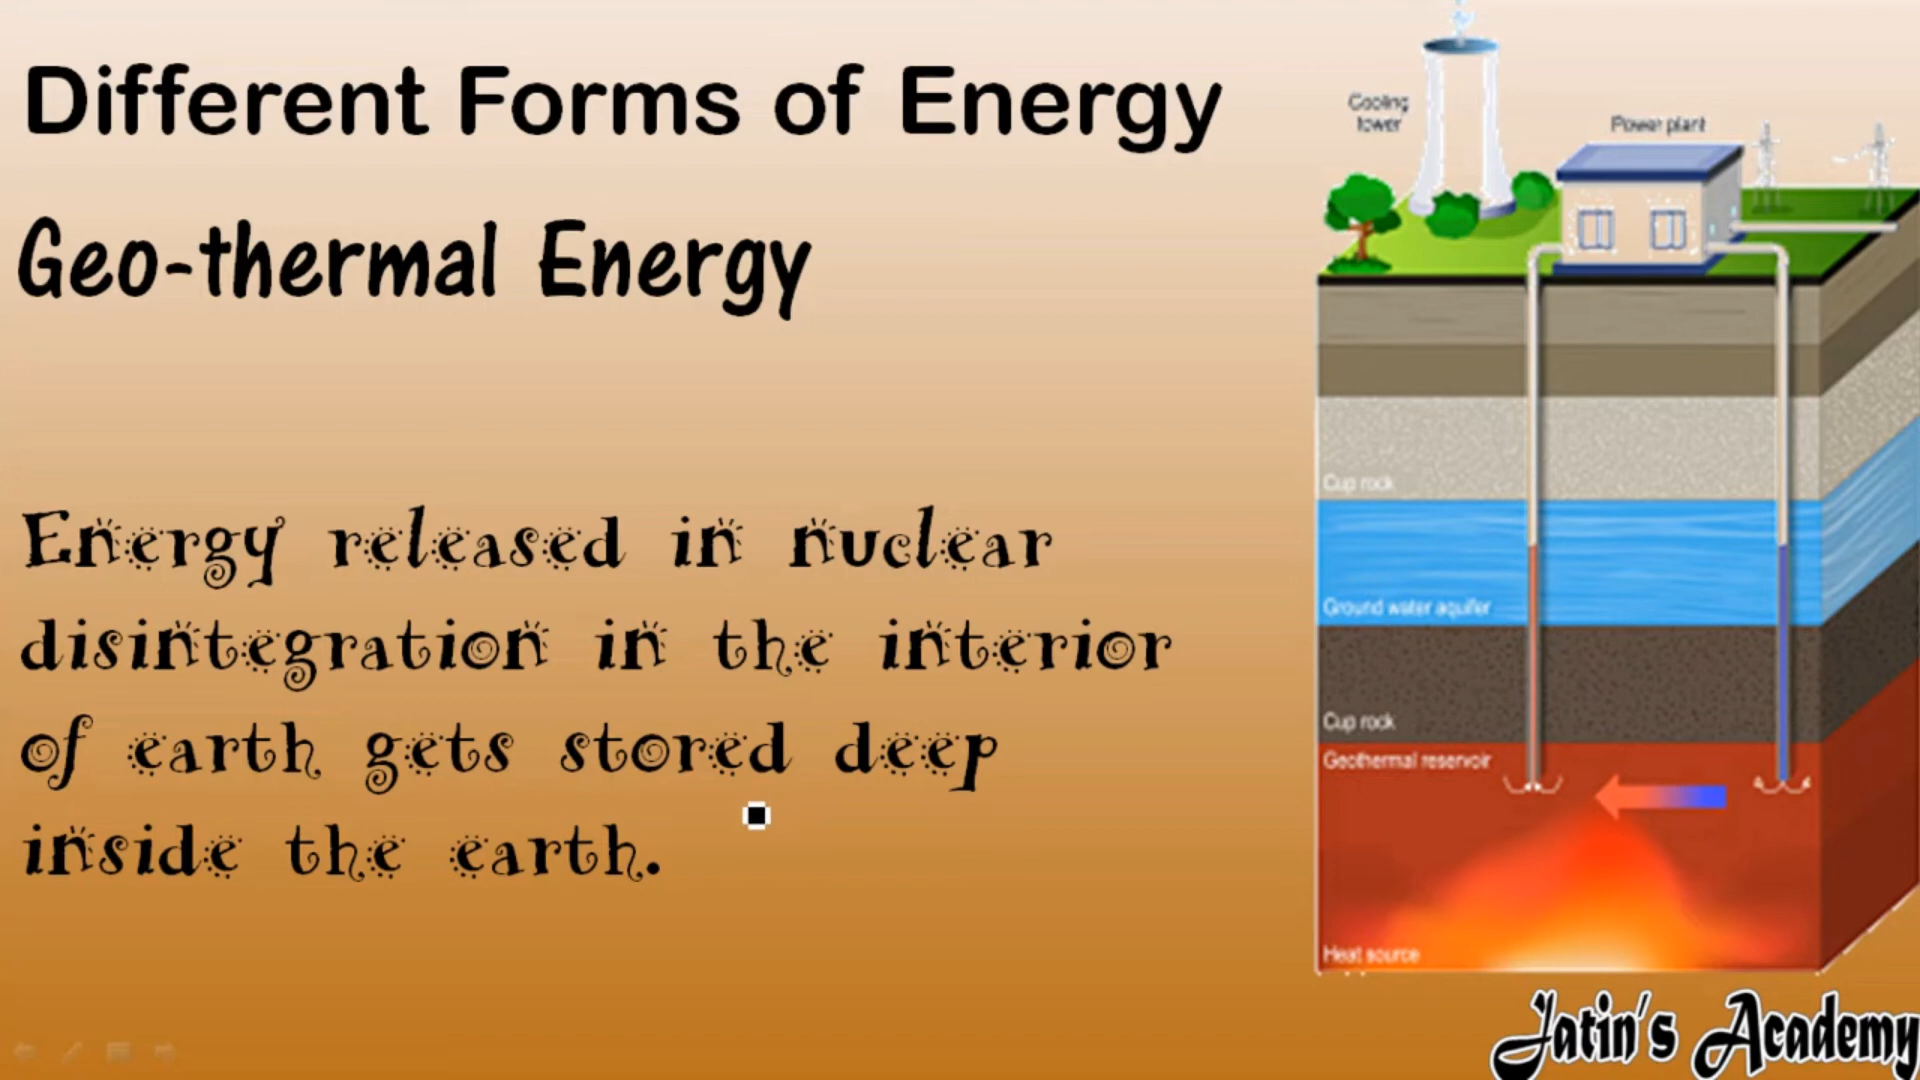 Different Forms of Energy
Geo-thermal Energy
Energy released in nuclear
disintegration in the interior
of earth gets stored deep
inside the earth.
Cooling
tower
Power plant
Cup rock
Ground water aquifer
Cup rock
Geothermal reservoir
Heat source
Jatin's Academy